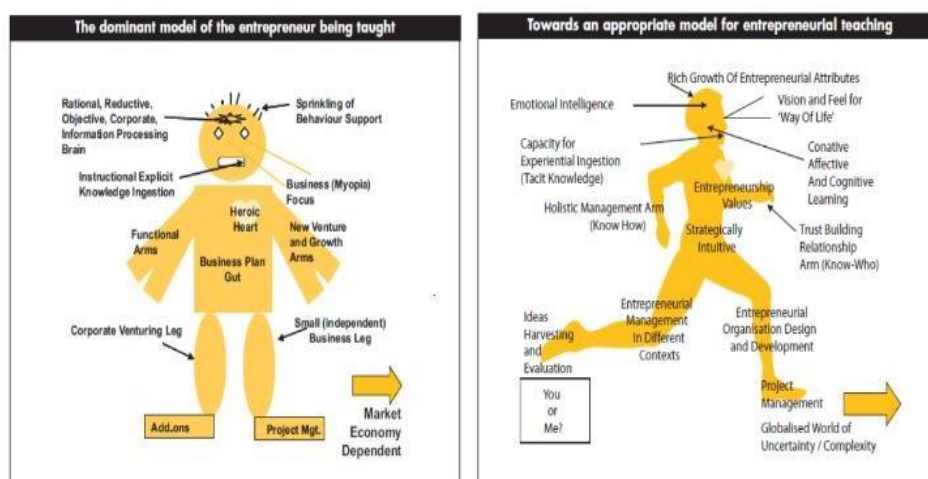 The dominant model of the entrepreneur being taught
Rational, Reductive,
Objective, Corporate,
Information Processing
Brain
Sprinkling of
Behaviour Support
Instructional Explicit
Knowledge Ingestion
Business (Myopia)
Focus
Heroic
Heart
Functional
Arms
New Venture
and Growth
Arms
Business Plan
Gut
Corporate Venturing Leg
Small (independent)
Business Leg
Add.ons
Project Mgt.
Market
Economy
Dependent
Towards an appropriate model for entrepreneurial teaching
Rich Growth Of Entrepreneurial Attributes
Emotional Intelligence
Vision and Feel for
'Way Of Life'
Capacity for
Experiential Ingestion
(Tacit Knowledge)
Conative
Affective
And Cognitive
Learning
Entrepreneurship
Values
Holistic Management Arm
(Know How)
Strategically
Intuitive
Trust Building
Relationship
Arm (Know-Who)
Ideas
Harvesting
and
Evaluation
Entrepreneurial
Management
In Different
Contexts
Entrepreneurial
Organisation Design
and Development
You
or
Me?
Project
Management
Globalised World of
Uncertainty / Complexity